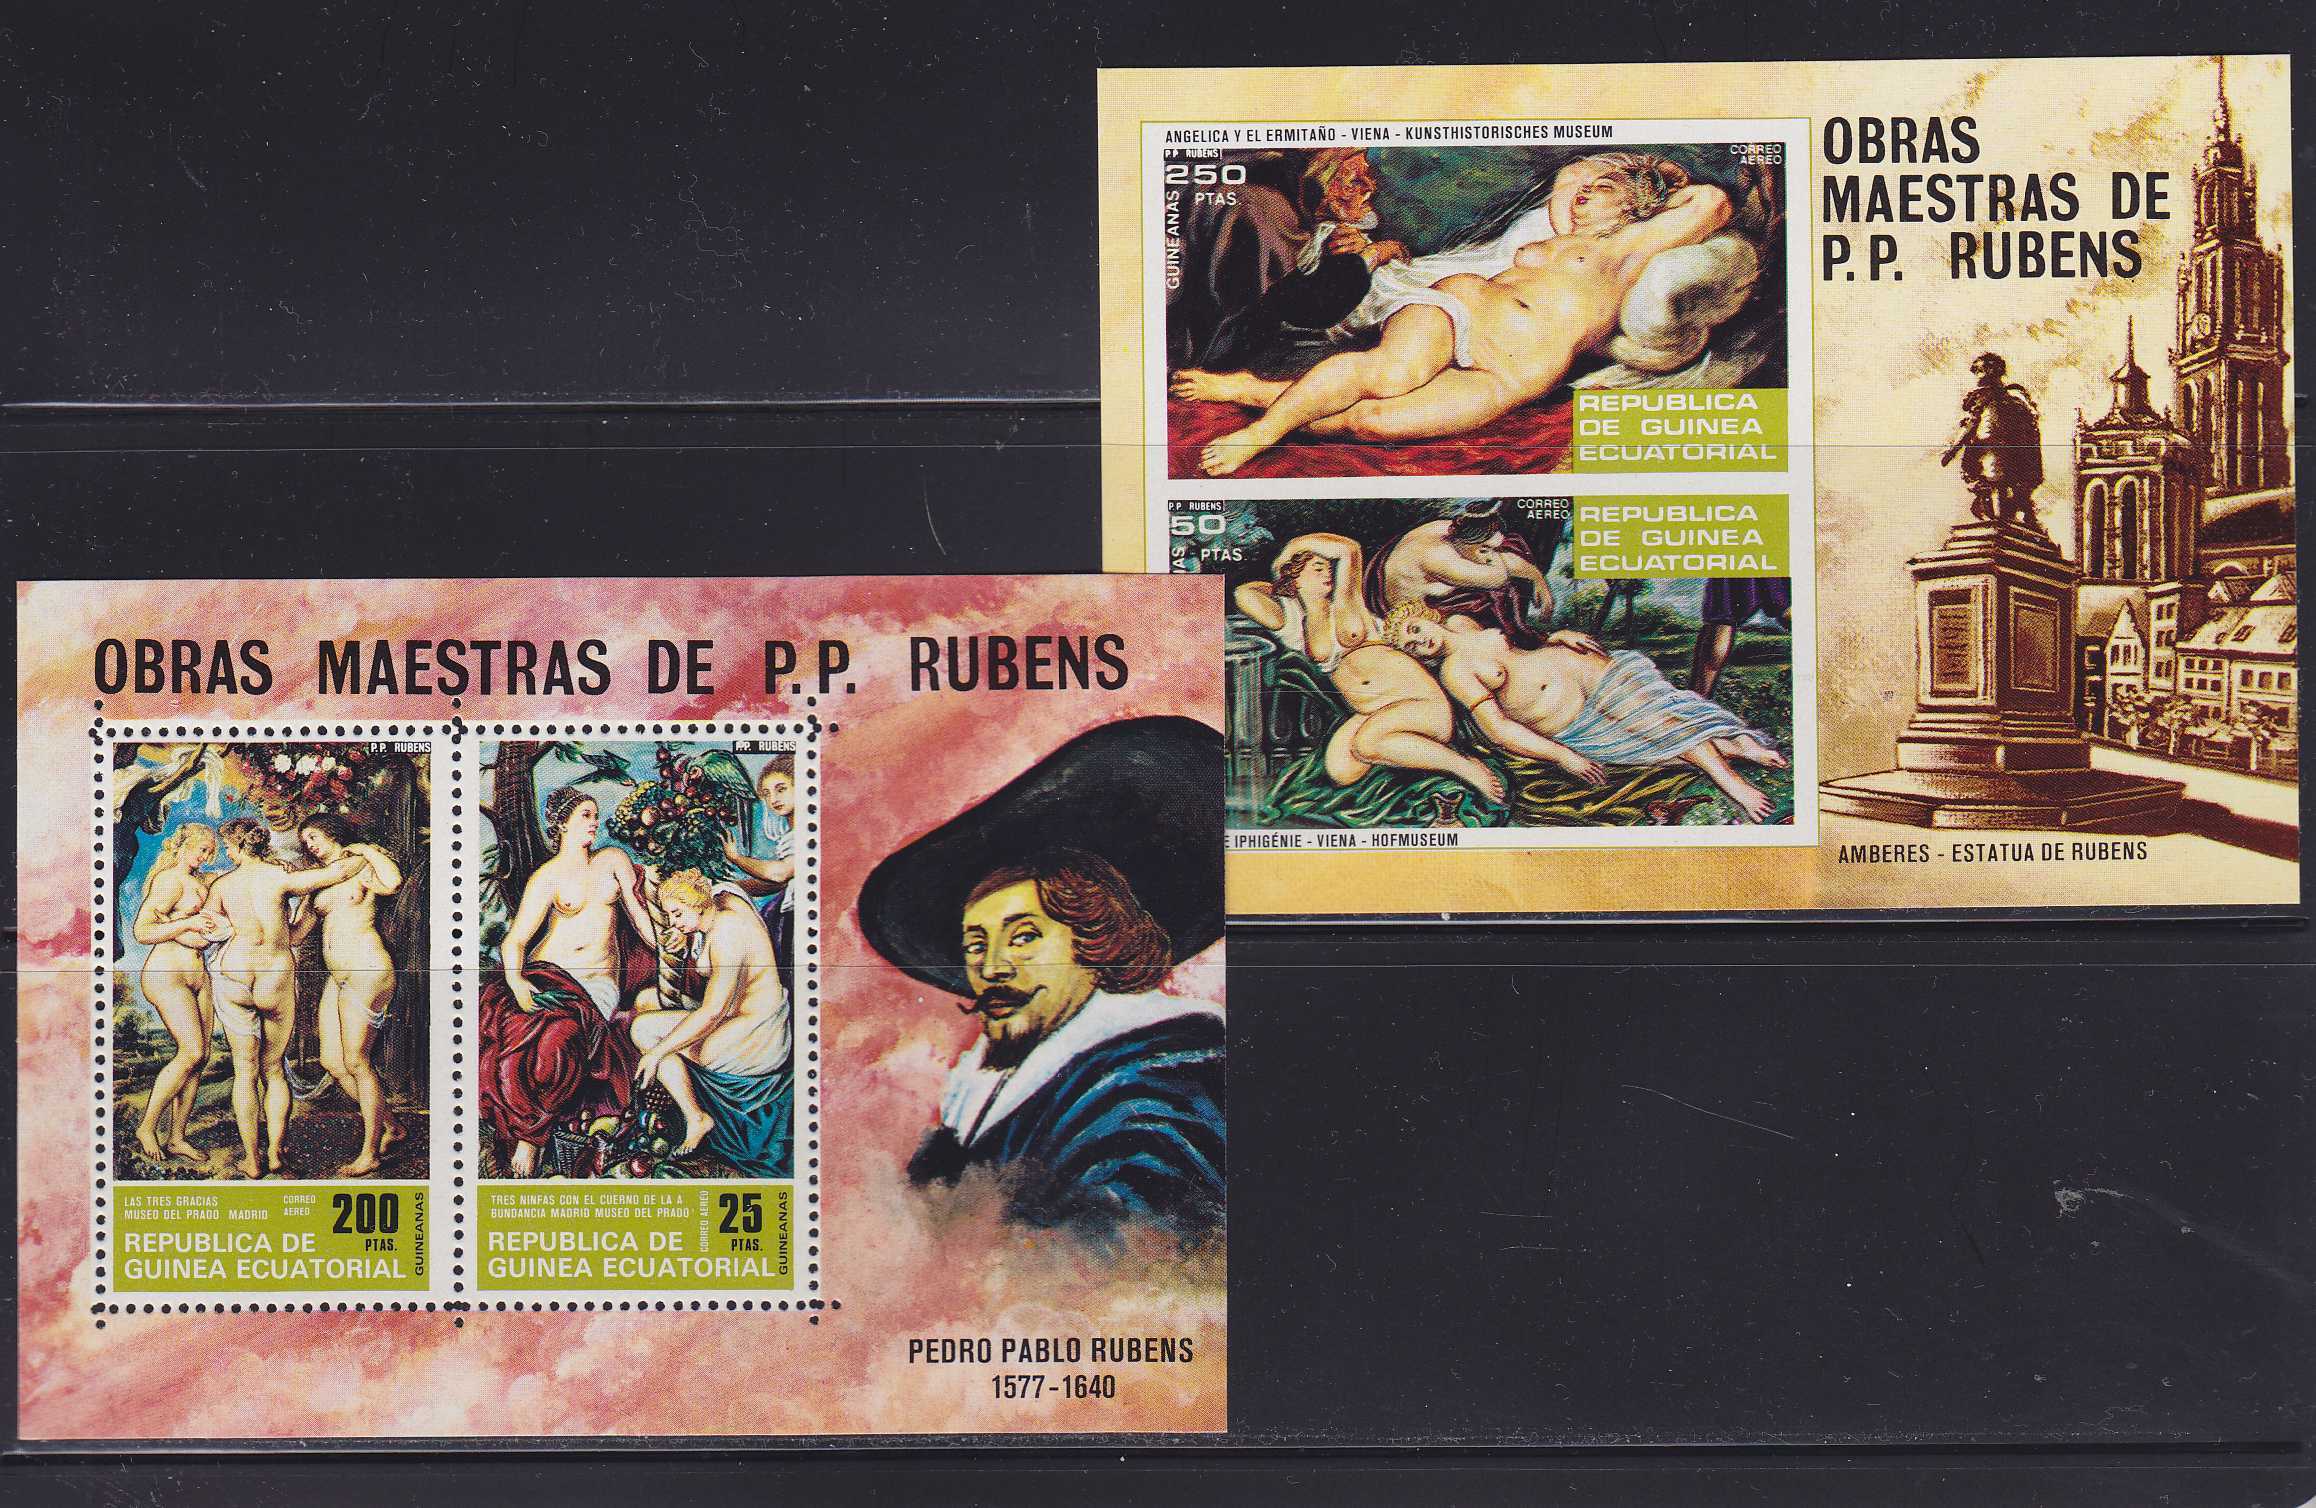 ANGELICA Y EL ERMITAÑO - VIENA - KUNSTHISTORISCHES MUSEUM
P.P RUBENS
250
PTAS
GUINEANAS
CORREO
AEREO
REPUBLICA
DE GUINEA
ECUATORIAL
OBRAS
MAESTRAS DE
P.P. RUBENS
P.P RUBENS
50
PTAS.
CORREO
AEREO
REPUBLICA
DE GUINEA
ECUATORIAL
E IPHIGÉNIE - VIENA - HOFMUSEUM
AMBERES - ESTATUA DE RUBENS
OBRAS MAESTRAS DE P.P. RUBENS
P.P. RUBENS
LAS TRES GRACIAS
MUSEO DEL PRADO MADRID
CORREO
AEREO
200
PTAS.
GUINEANAS
REPUBLICA DE
GUINEA ECUATORIAL
P.P. RUBENS
TRES NINFAS CON EL CUERNO DE LA A
BUNDANCIA MADRID MUSEO DEL PRADO
CORREO AEREO
25
PTAS.
GUINEANAS
REPUBLICA DE
GUINEA ECUATORIAL
PEDRO PABLO RUBENS
1577-1640